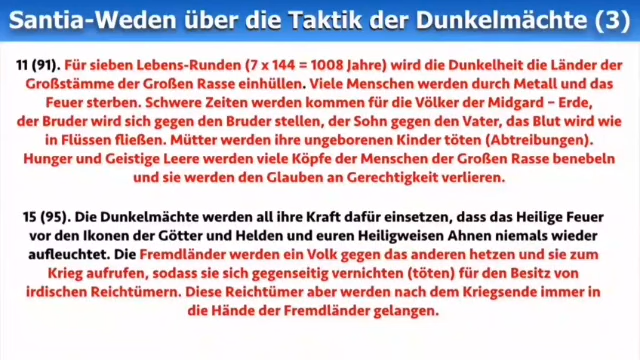 Santia-Weden über die Taktik der Dunkelmächte (3)
11 (91). Für sieben Lebens-Runden (7 x 144 = 1008 Jahre) wird die Dunkelheit die Länder der
Großstämme der Großen Rasse einhüllen. Viele Menschen werden durch Metall und das
Feuer sterben. Schwere Zeiten werden kommen für die Völker der Midgard – Erde,
der Bruder wird sich gegen den Bruder stellen, der Sohn gegen den Vater, das Blut wird wie
in Flüssen fließen. Mütter werden ihre ungeborenen Kinder töten (Abtreibungen).
Hunger und Geistige Leere werden viele Köpfe der Menschen der Großen Rasse benebeln
und sie werden den Glauben an Gerechtigkeit verlieren.
15 (95). Die Dunkelmächte werden all ihre Kraft dafür einsetzen, dass das Heilige Feuer
vor den Ikonen der Götter und Helden und euren Heiligweisen Ahnen niemals wieder
aufleuchtet. Die Fremdländer werden ein Volk gegen das anderen hetzen und sie zum
Krieg aufrufen, sodass sie sich gegenseitig vernichten (töten) für den Besitz von
irdischen Reichtümern. Diese Reichtümer aber werden nach dem Kriegsende immer in
die Hände der Fremdländer gelangen.